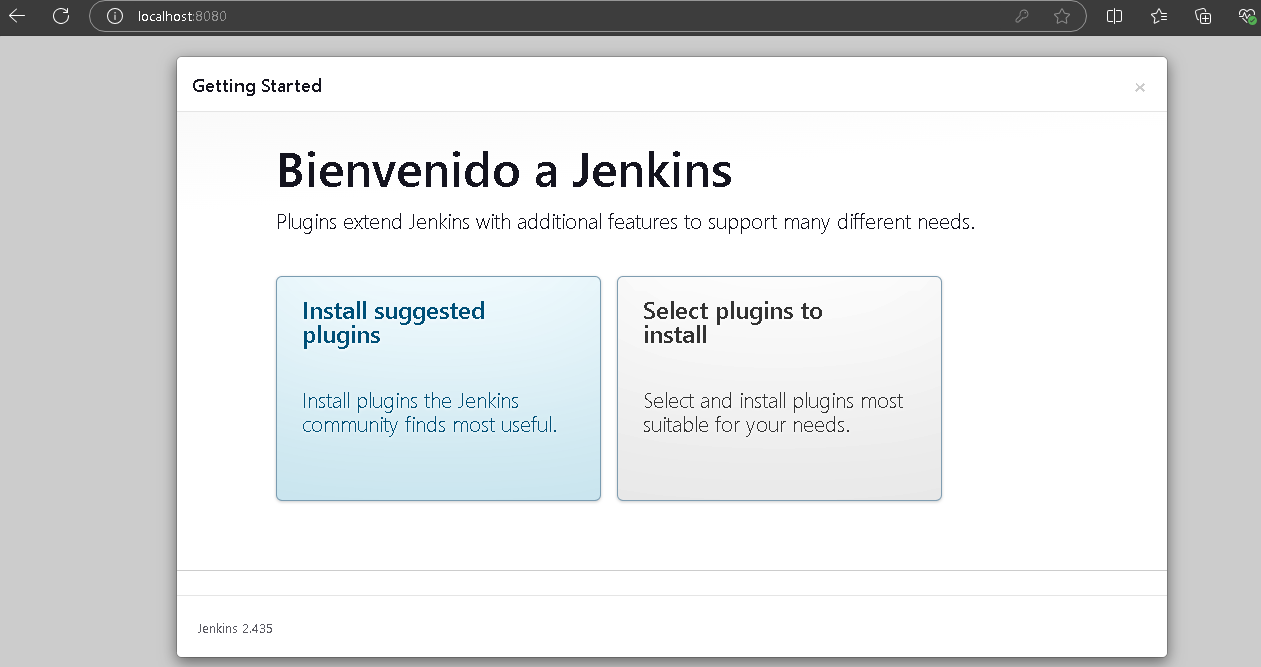 localhost:8080
Getting Started
×
Bienvenido a Jenkins
Plugins extend Jenkins with additional features to support many different needs.
Install suggested
plugins
Install plugins the Jenkins
community finds most useful.
Select plugins to
install
Select and install plugins most
suitable for your needs.
Jenkins 2.435